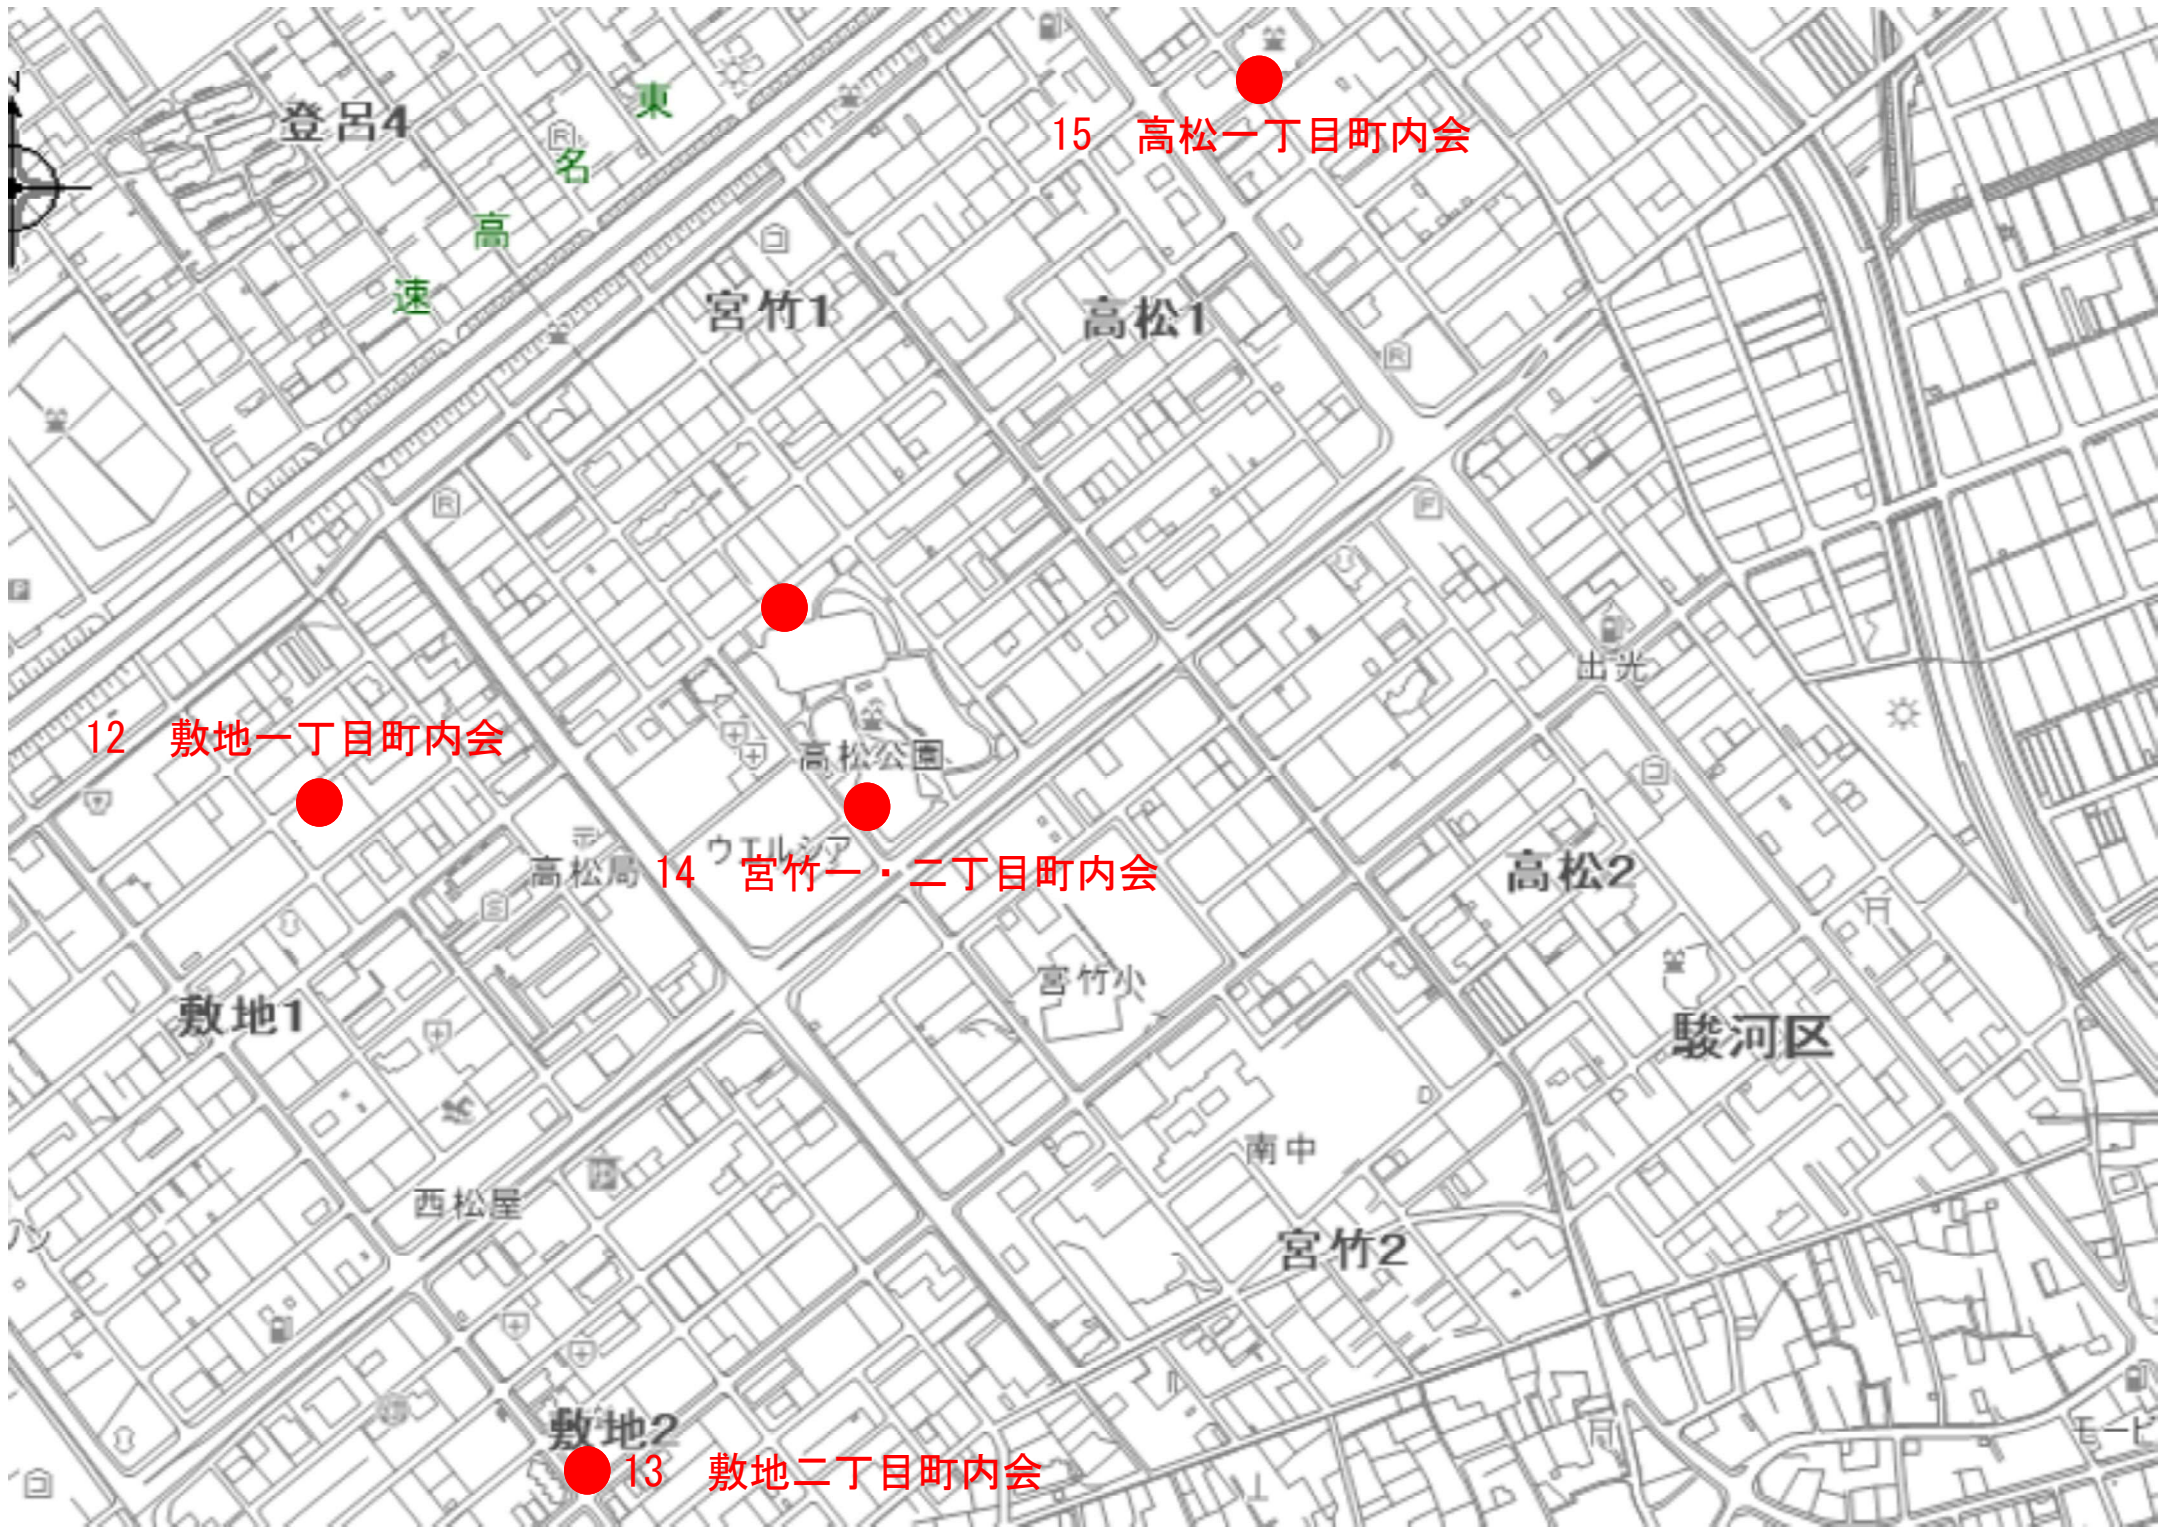 N
登呂4
東
名
高
速
15 高松一丁目町内会
宮竹1
高松1
出光
12 敷地一丁目町内会
高松公園
ウエルシア
高松局
14 宮竹一・二丁目町内会
高松2
宮竹小
敷地1
駿河区
南中
西松屋
宮竹2
敷地2
13 敷地二丁目町内会
モービ